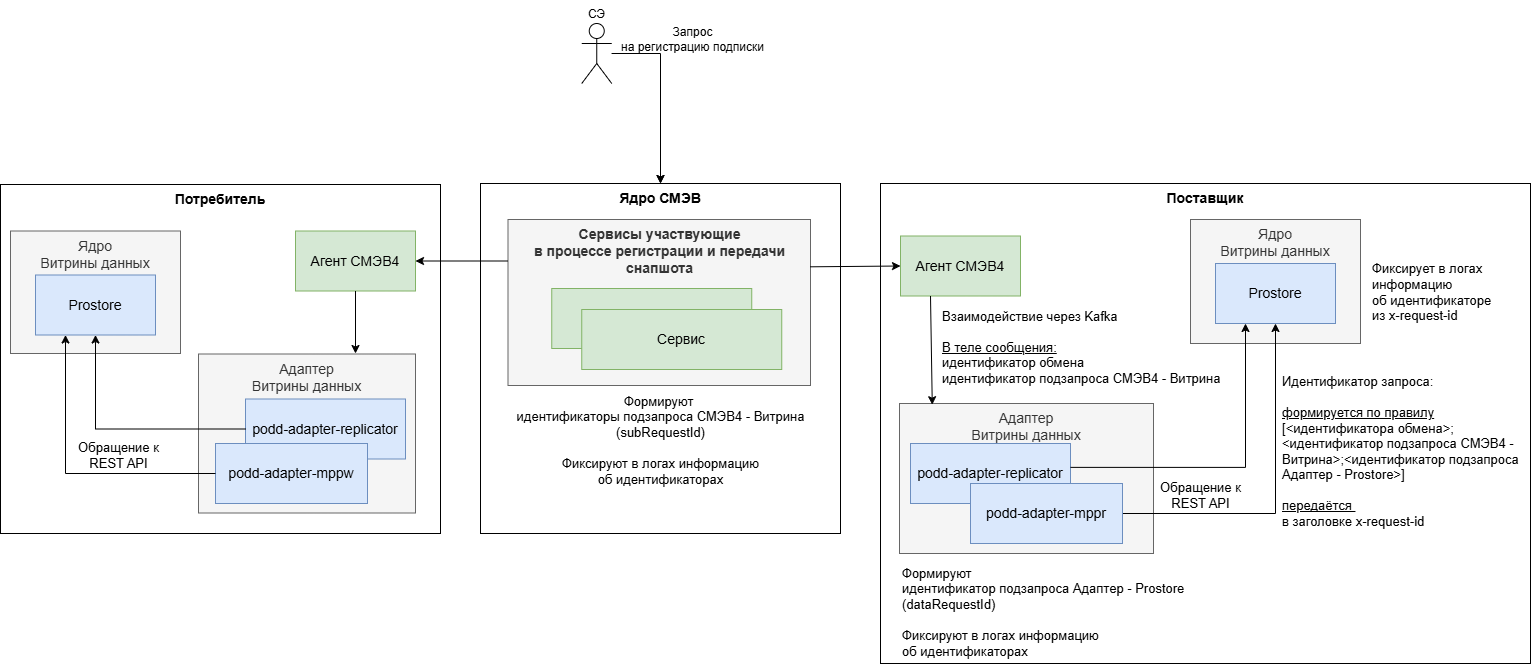 СЭ
Запрос
на регистрацию подписки
Потребитель
Ядро
Витрины данных
Prostore
Агент СМЭВ4
Адаптер
Витрины данных
podd-adapter-replicator
podd-adapter-mppw
Обращение к
REST API
Ядро СМЭВ
Сервисы участвующие
в процессе регистрации и передачи
снапшота
Сервис
Формируют
идентификаторы подзапроса СМЭВ4 - Витрина
(subRequestId)
Фиксируют в логах информацию
об идентификаторах
Поставщик
Агент СМЭВ4
Ядро
Витрины данных
Prostore
Фиксирует в логах
информацию
об идентификаторе
из x-request-id
Взаимодействие через Kafka
В теле сообщения:
идентификатор обмена
идентификатор подзапроса СМЭВ4 - Витрина
Адаптер
Витрины данных
podd-adapter-replicator
podd-adapter-mppr
Обращение к
REST API
Идентификатор запроса:
формируется по правилу
[<идентификатора обмена>;
<идентификатор подзапроса СМЭВ4 -
Витрина>;<идентификатор подзапроса
Адаптер - Prostore>]
передаётся
в заголовке x-request-id
Формируют
идентификатор подзапроса Адаптер - Prostore
(dataRequestId)
Фиксируют в логах информацию
об идентификаторах